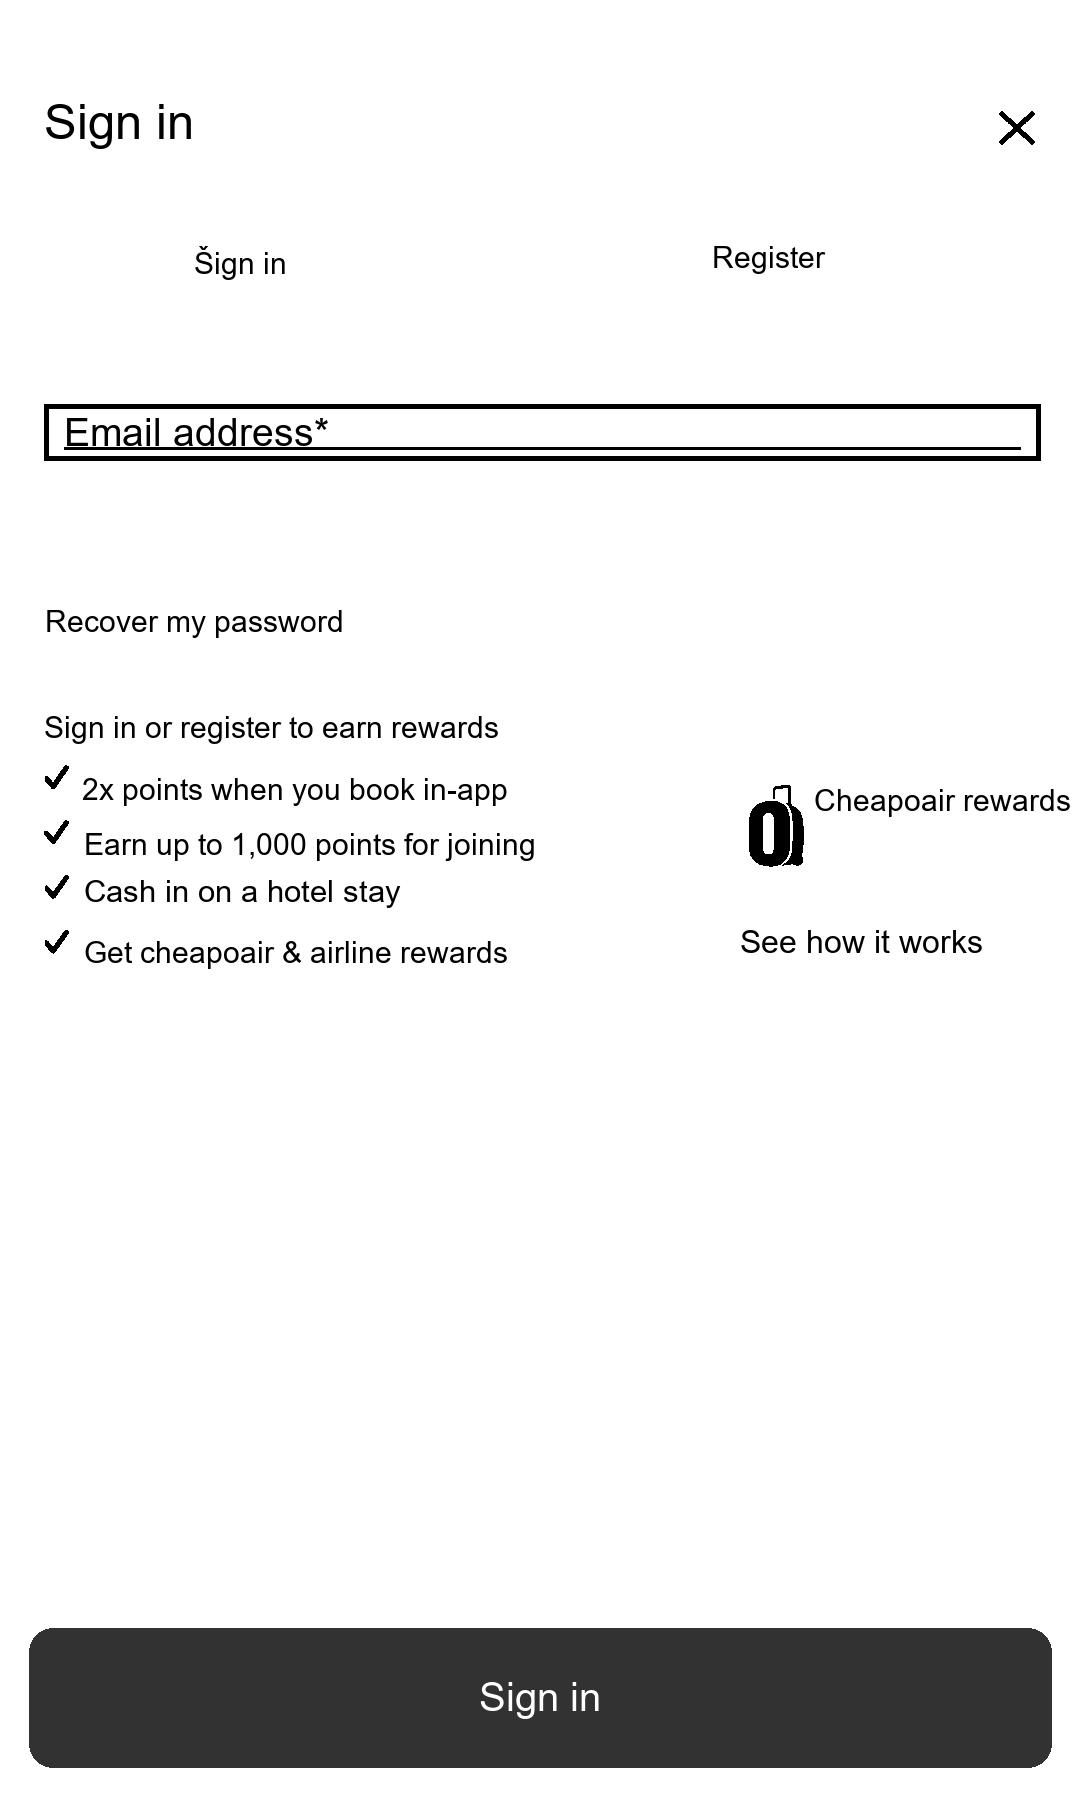 Sign in
Šign in
Register
Email address*
Recover my password
Sign in or register to earn rewards
2x points when you book in-app
Earn up to 1,000 points for joining
Cash in on a hotel stay
Get cheapoair & airline rewards
Cheapoair rewards
See how it works
Sign in